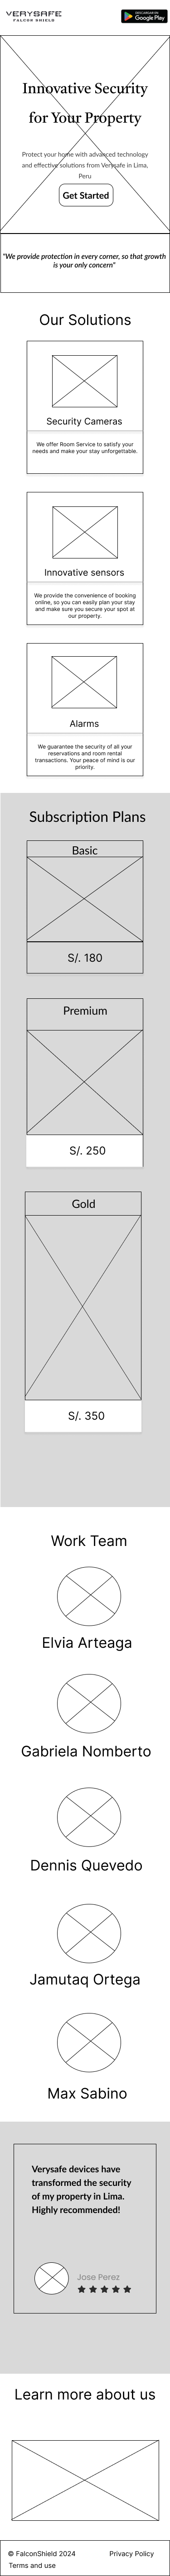 VERYSAFE
FALCON SHIELD
DESCARGAR EN
Google Play
Innovative Security
for Your Property
Protect your home with advanced technology
and effective solutions from Verysafe in Lima,
Peru
Get Started
"We provide protection in every corner, so that growth
is your only concern"
Our Solutions
Security Cameras
We offer Room Service to satisfy your
needs and make your stay unforgettable.
Innovative sensors
We provide the convenience of booking
online, so you can easily plan your stay
and make sure you secure your spot at
our property.
Alarms
We guarantee the security of all your
reservations and room rental
transactions. Your peace of mind is our
priority.
Subscription Plans
Basic
S/. 180
Premium
S/. 250
Gold
S/. 350
Work Team
Elvia Arteaga
Gabriela Nomberto
Dennis Quevedo
Jamutaq Ortega
Max Sabino
Verysafe devices have
transformed the security
of my property in Lima.
Highly recommended!
Jose Perez
Learn more about us
© FalconShield 2024
Privacy Policy
Terms and use